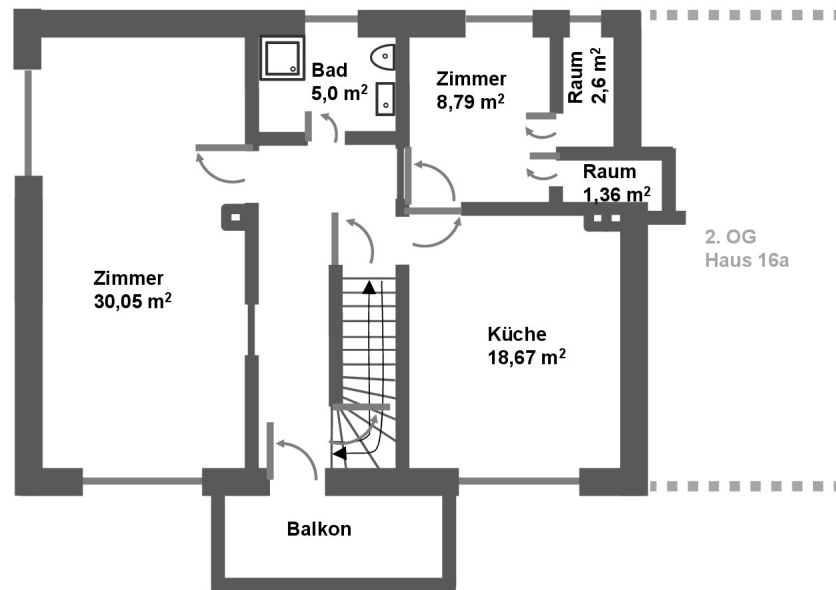 Bad
5,0 m²
Zimmer
8,79 m²
Raum
2,6 m²
Raum
1,36 m²
2. OG
Haus 16a
Zimmer
30,05 m²
Küche
18,67 m²
Balkon